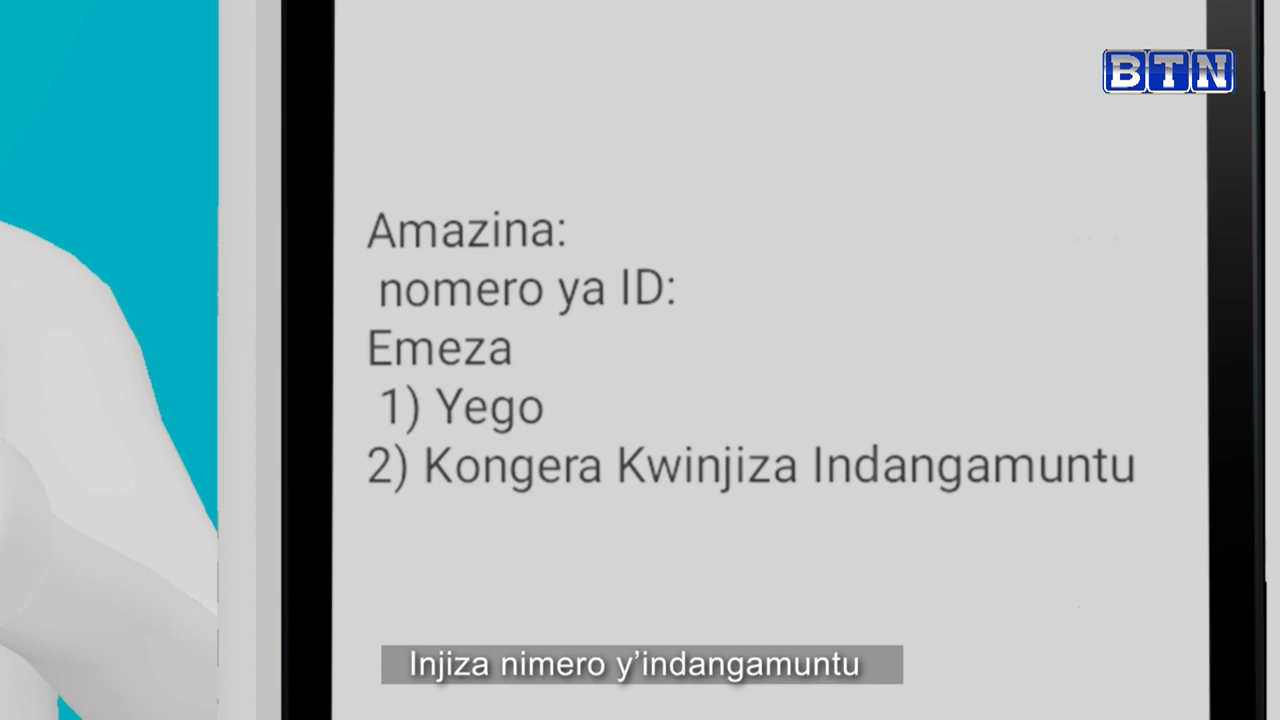 BTN
Amazina:
nomero ya ID:
Emeza
1) Yego
2) Kongera Kwinjiza Indangamuntu
Injiza nimero y’indangamuntu